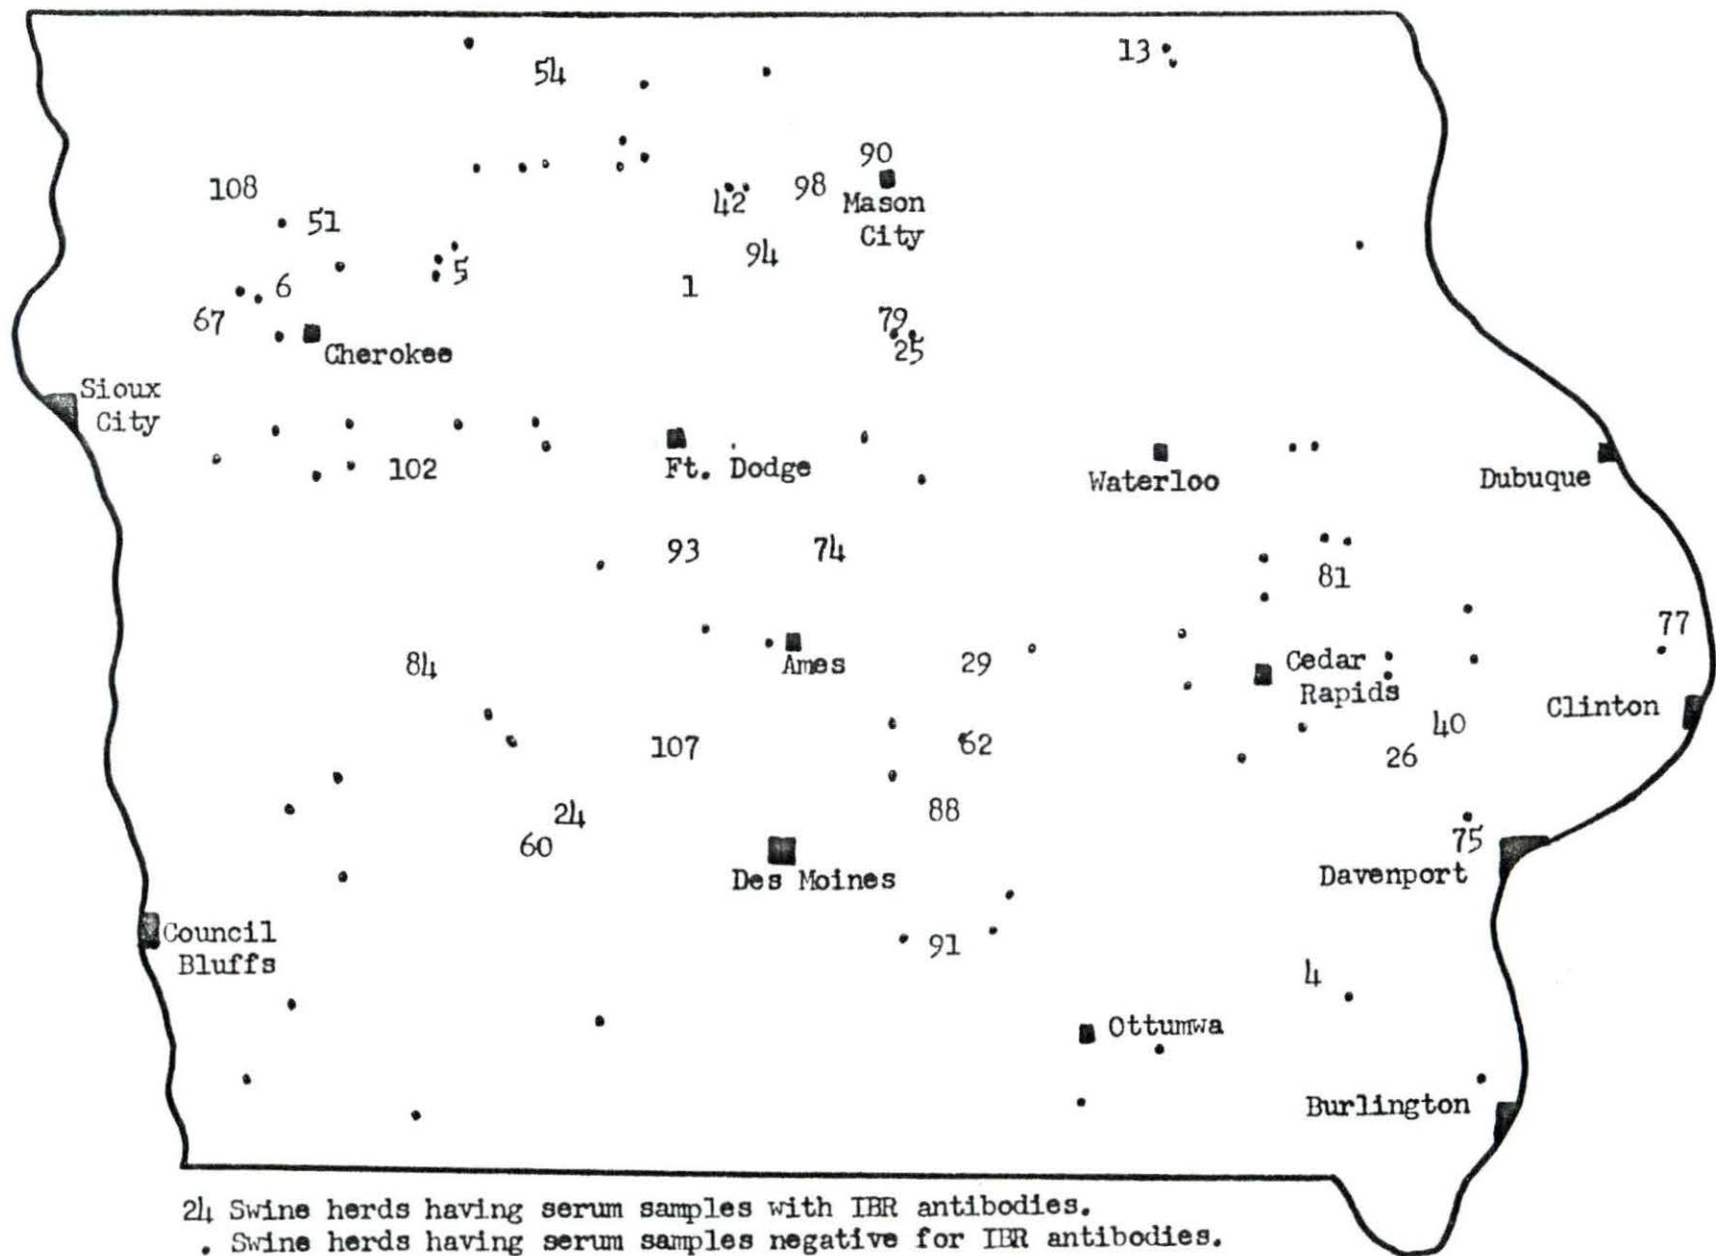 13
54
90
108
98
42
Mason
City
51
94
5
6
1
67
79
25
Cherokee
Sioux
City
102
Ft. Dodge
Waterloo
Dubuque
93
74
81
77
84
Ames
29
Cedar
Rapids
Clinton
40
107
62
26
88
24
60
75
Des Moines
Davenport
Council
Bluffs
91
4
Ottumwa
Burlington
24 Swine herds having serum samples with IBR antibodies.
. Swine herds having serum samples negative for IBR antibodies.